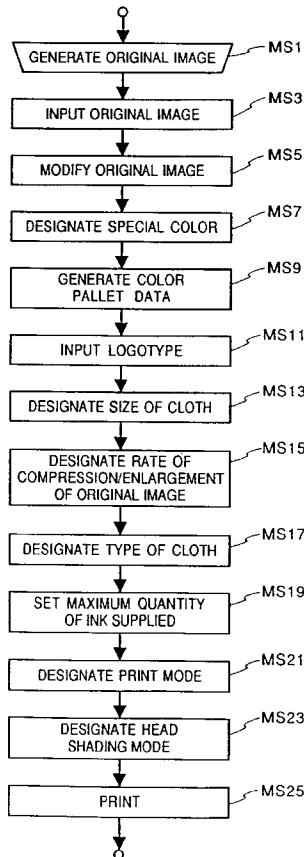 GENERATE ORIGINAL IMAGE
MS1
INPUT ORIGINAL IMAGE
MS3
MODIFY ORIGINAL IMAGE
MS5
DESIGNATE SPECIAL COLOR
MS7
GENERATE COLOR
PALLET DATA
MS9
INPUT LOGOTYPE
MS11
DESIGNATE SIZE OF CLOTH
MS13
DESIGNATE RATE OF
COMPRESSION/ENLARGEMENT
OF ORIGINAL IMAGE
MS15
DESIGNATE TYPE OF CLOTH
MS17
SET MAXIMUM QUANTITY
OF INK SUPPLIED
MS19
DESIGNATE PRINT MODE
MS21
DESIGNATE HEAD
SHADING MODE
MS23
PRINT
MS25